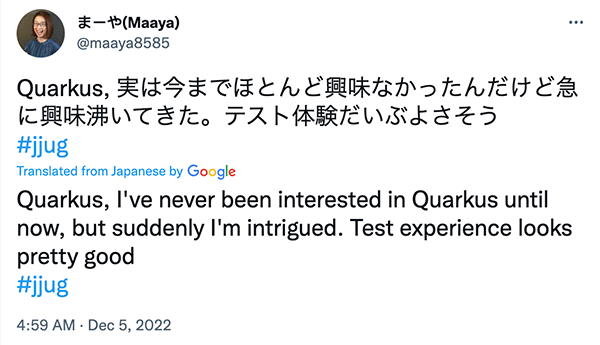 まーや(Maaya)
@maaya8585
Quarkus, 実は今までほとんど興味なかったんだけど急
に興味沸いてきた。テスト体験だいぶよさそう
#jjug
Translated from Japanese by Google
Quarkus, I've never been interested in Quarkus until
now, but suddenly I'm intrigued. Test experience looks
pretty good
#jjug
4:59 AM · Dec 5, 2022